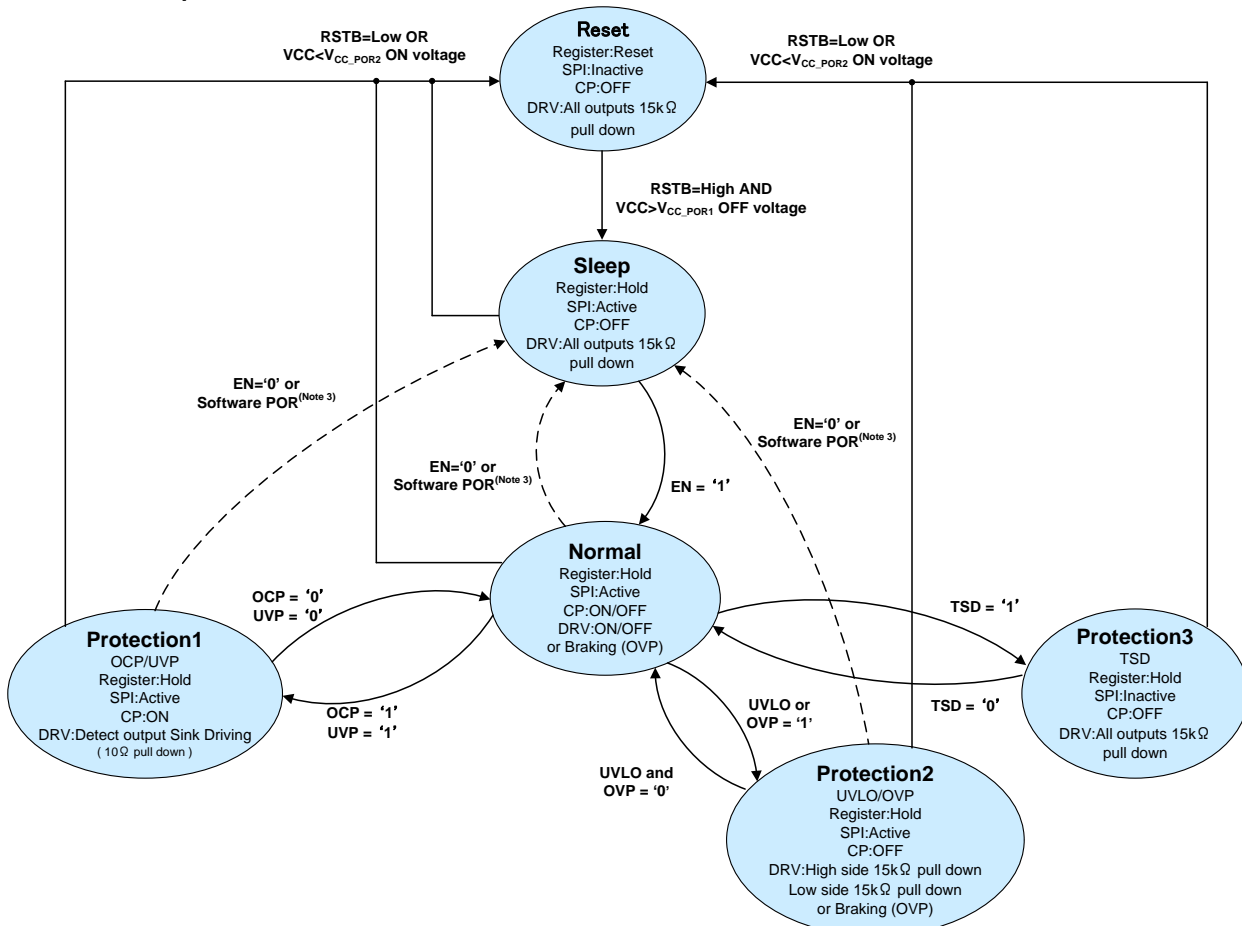 RSTB=Low OR
VCC<VCC_POR2 ON voltage
Reset
Register:Reset
SPI:Inactive
CP:OFF
DRV:All outputs 15kΩ
pull down
RSTB=Low OR
VCC<VCC_POR2 ON voltage
RSTB=High AND
VCC>VCC_POR1 OFF voltage
Sleep
Register:Hold
SPI:Active
CP:OFF
DRV:All outputs 15kΩ
pull down
EN='0' or
Software POR(Note 3)
EN='0' or
Software POR(Note 3)
EN = '1'
EN='0' or
Software POR(Note 3)
Normal
Register:Hold
SPI:Active
CP:ON/OFF
DRV:ON/OFF
or Braking (OVP)
OCP = '0'
UVP = '0'
OCP = '1'
UVP = '1'
Protection1
OCP/UVP
Register:Hold
SPI:Active
CP:ON
DRV:Detect output Sink Driving
( 10Ω pull down )
TSD = '1'
TSD = '0'
Protection3
TSD
Register:Hold
SPI:Inactive
CP:OFF
DRV:All outputs 15kΩ
pull down
UVLO or
OVP = '1'
UVLO and
OVP = '0'
Protection2
UVLO/OVP
Register:Hold
SPI:Active
CP:OFF
DRV:High side 15kΩ pull down
Low side 15kΩ pull down
or Braking (OVP)